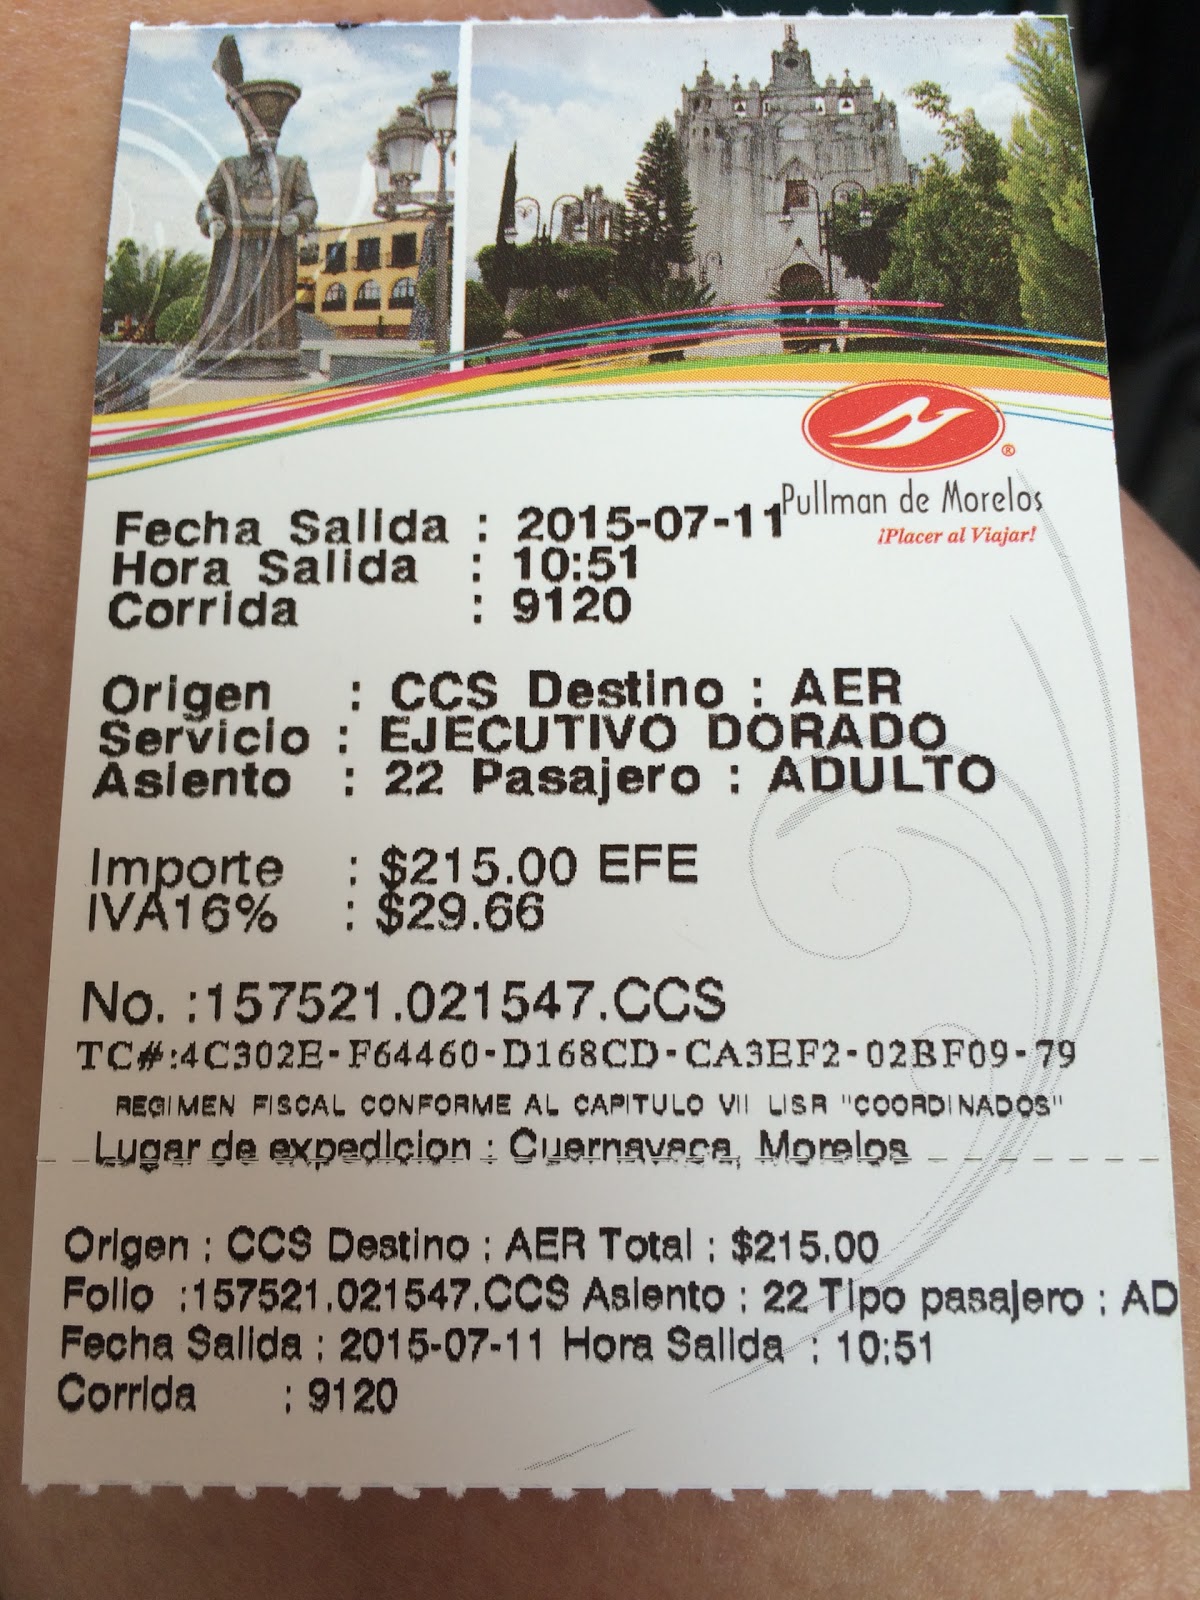 Pullman de Morelos
¡Placer al Viajar!
Fecha Salida : 2015-07-11
Hora Salida : 10:51
Corrida : 9120
Origen : CCS Destino : AER
Servicio : EJECUTIVO DORADO
Asiento : 22 Pasajero : ADULTO
Importe : $215.00 EFE
IVA16% : $29.66
No. :157521.021547.CCS
TC#:4C302E-F64460-D168CD-CA3EF2-02BF09-79
REGIMEN FISCAL CONFORME AL CAPITULO VII LISR "COORDINADOS"
Lugar de expedicion : Cuernavaca, Morelos
Origen : CCS Destino : AER Total : $215.00
Folio :157521.021547.CCS Asiento : 22 Tipo pasajero : AD
Fecha Salida : 2015-07-11 Hora Salida : 10:51
Corrida : 9120